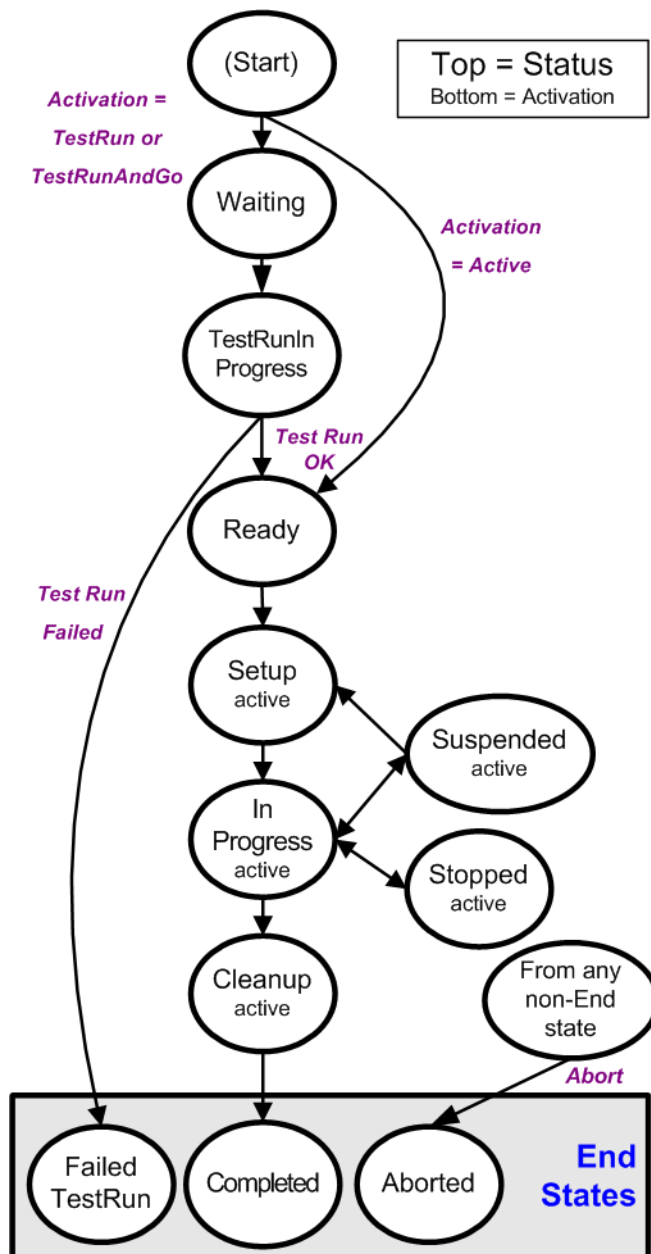 (Start)
Top = Status
Bottom = Activation
Activation =
TestRun or
TestRunAndGo
Waiting
Activation
= Active
TestRunIn
Progress
Test Run
OK
Ready
Test Run
Failed
Setup
active
Suspended
active
In
Progress
active
Stopped
active
Cleanup
active
From any
non-End
state
Abort
Failed
TestRun
Completed
Aborted
End
States